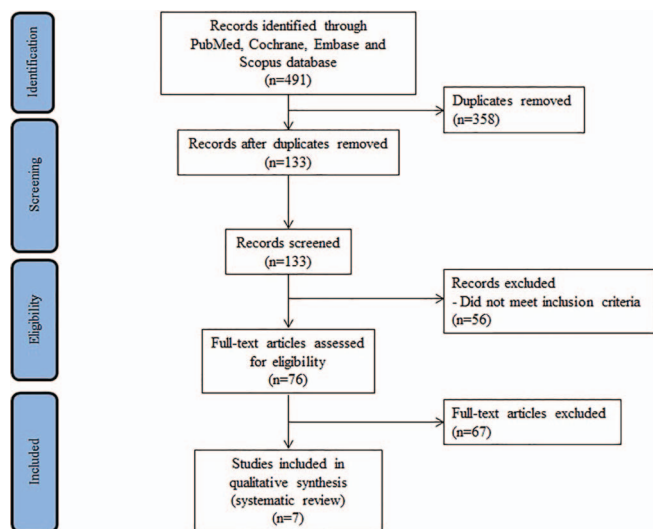 Identification
Records identified through
PubMed, Cochrane, Embase and
Scopus database
(n=491)
Duplicates removed
(n=358)
Screening
Records after duplicates removed
(n=133)
Records screened
(n=133)
Eligibility
Records excluded
- Did not meet inclusion criteria
(n=56)
Full-text articles assessed
for eligibility
(n=76)
Included
Full-text articles excluded
(n=67)
Studies included in
qualitative synthesis
(systematic review)
(n=7)